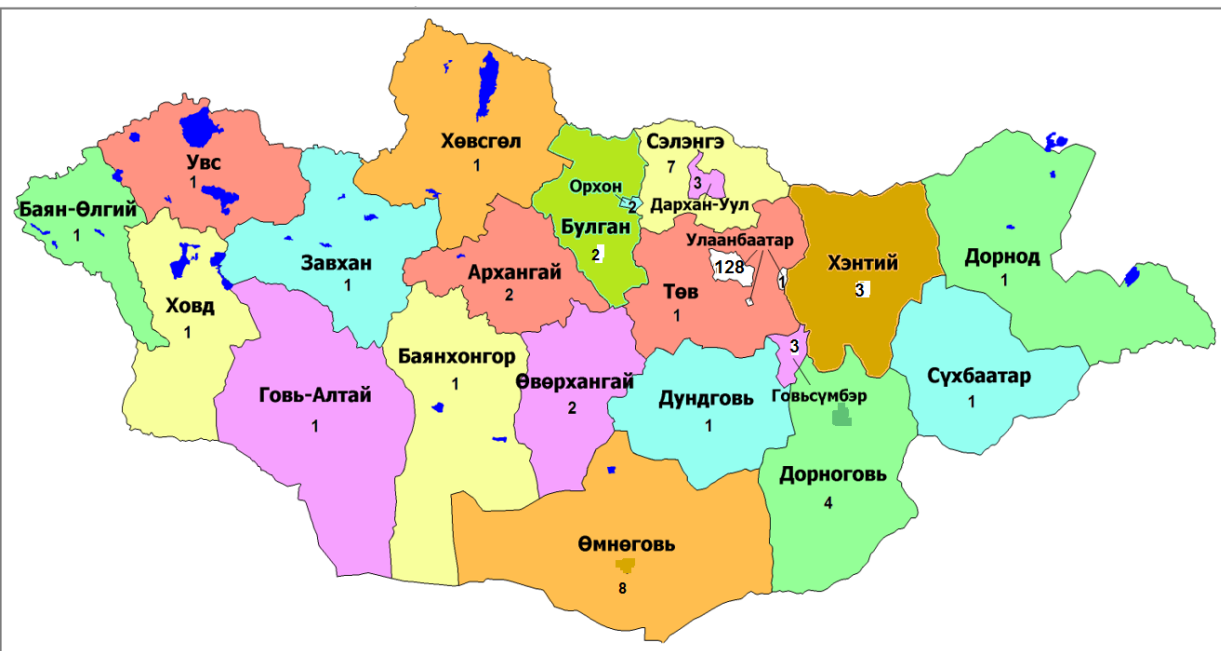 Хөвсгөл
1
Сэлэнгэ
7
3
Дархан-Уул
Увс
1
Орхон
2
Баян-Өлгий
1
Булган
2
Улаанбаатар
128
1
Завхан
1
Архангай
2
Төв
1
Хэнтий
3
Дорнод
1
Ховд
1
Баянхонгор
1
Өвөрхангай
2
3
Говьсүмбэр
Говь-Алтай
1
Дундговь
1
Сүхбаатар
1
Дорноговь
4
Өмнөговь
8